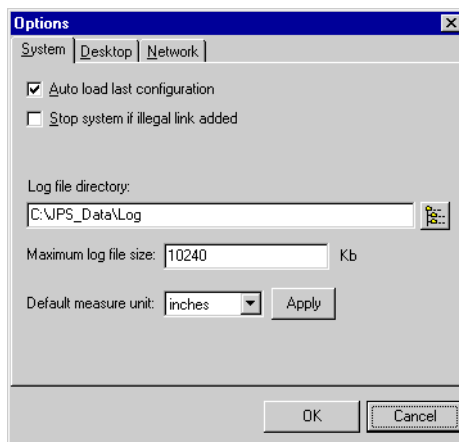 Options
System Desktop Network
Auto load last configuration
Stop system if illegal link added
Log file directory:
C:\JPS_Data\Log
Maximum log file size: 10240 Kb
Default measure unit: inches Apply
OK Cancel